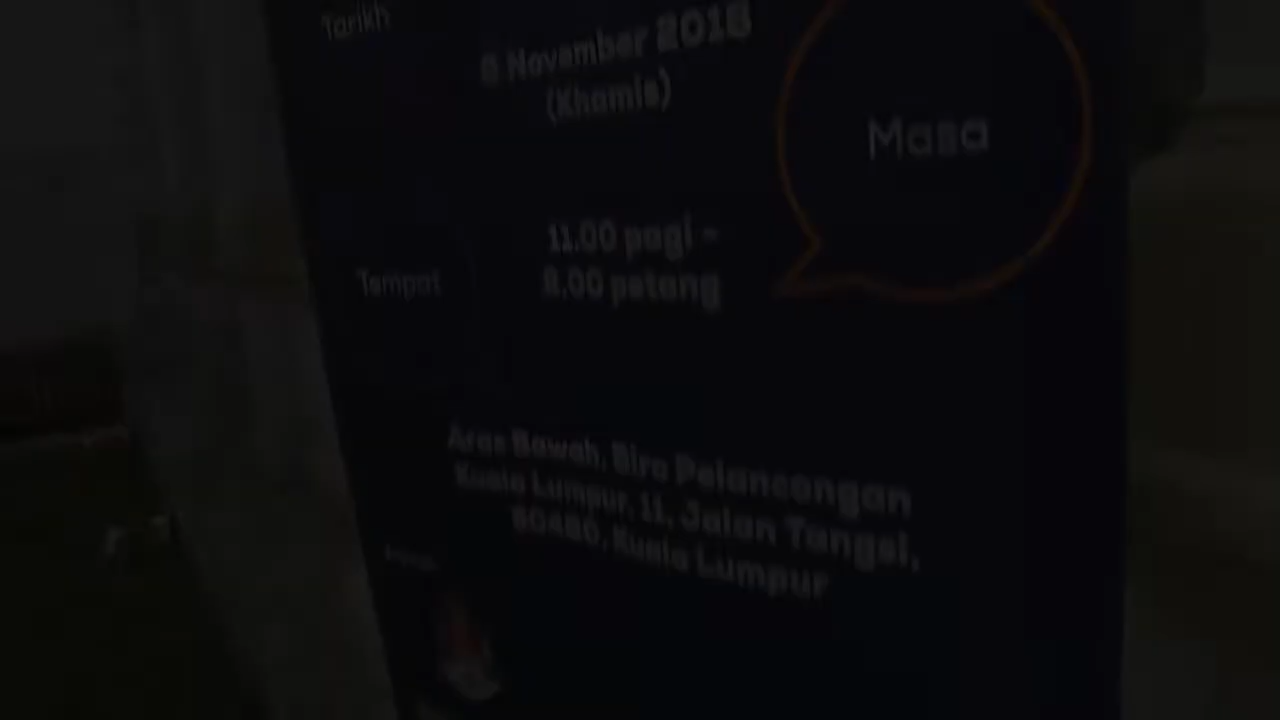 Tarikh
8 November 2018
(Khamis)
Masa
11.00 pagi -
Tempat
8.00 petang
Aras Bawah, Biro Pelancongan
Kuala Lumpur, 11, Jalan Tangsi,
50480, Kuala Lumpur